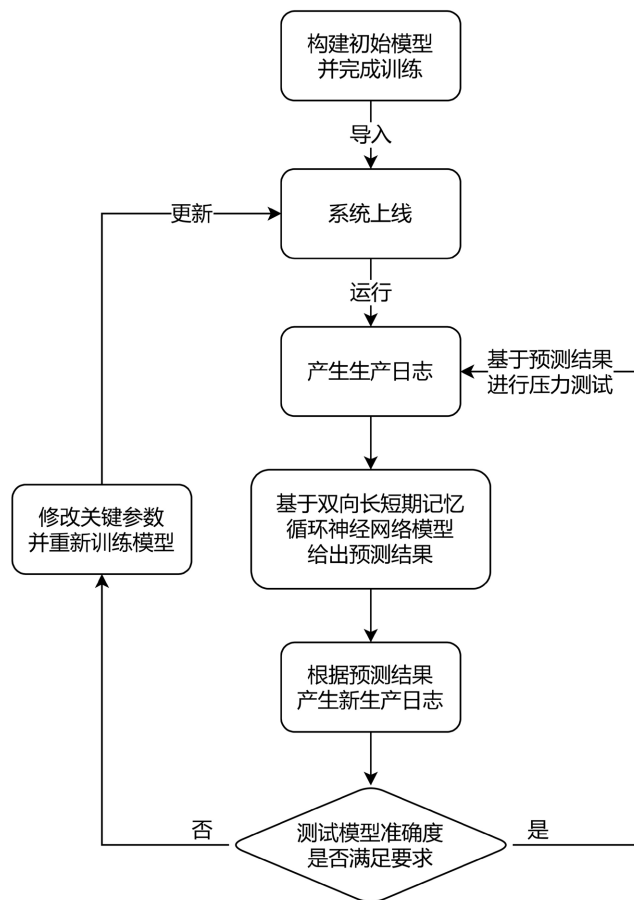 构建初始模型
并完成训练
导入
更新
系统上线
运行
产生生产日志
基于预测结果
进行压力测试
修改关键参数
并重新训练模型
基于双向长短期记忆
循环神经网络模型
给出预测结果
根据预测结果
产生新生产日志
否
测试模型准确度
是否满足要求
是